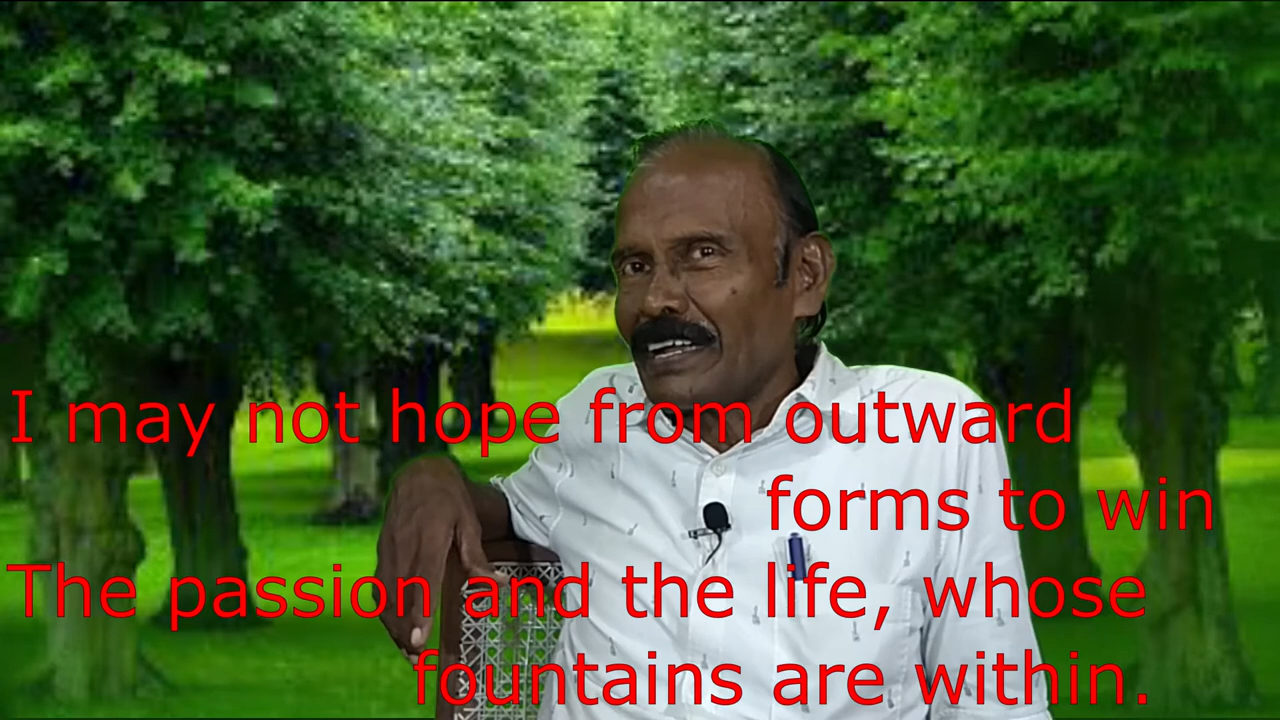 I may not hope from outward
forms to win
The passion and the life, whose
fountains are within.